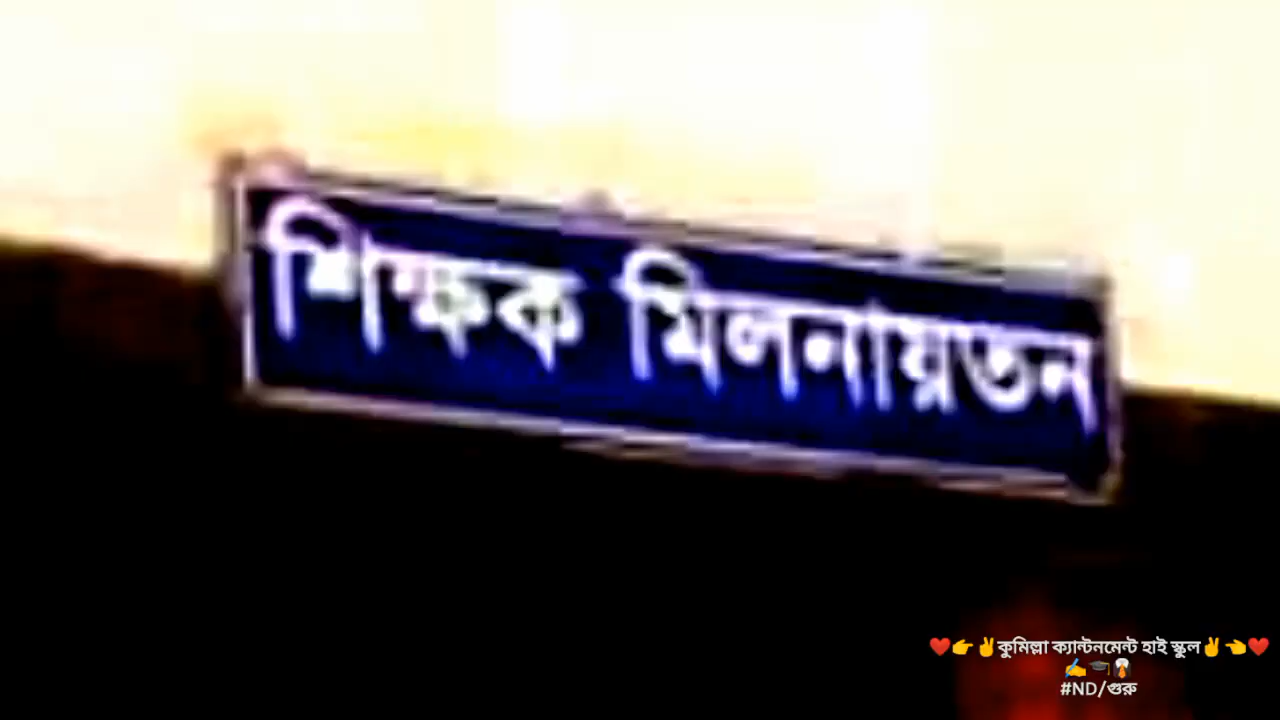 শিক্ষক মিলনায়তন
❤️👉✌️কুমিল্লা ক্যান্টনমেন্ট হাই স্কুল✌️👈❤️
✍️🎓👔
#ND/গুরু